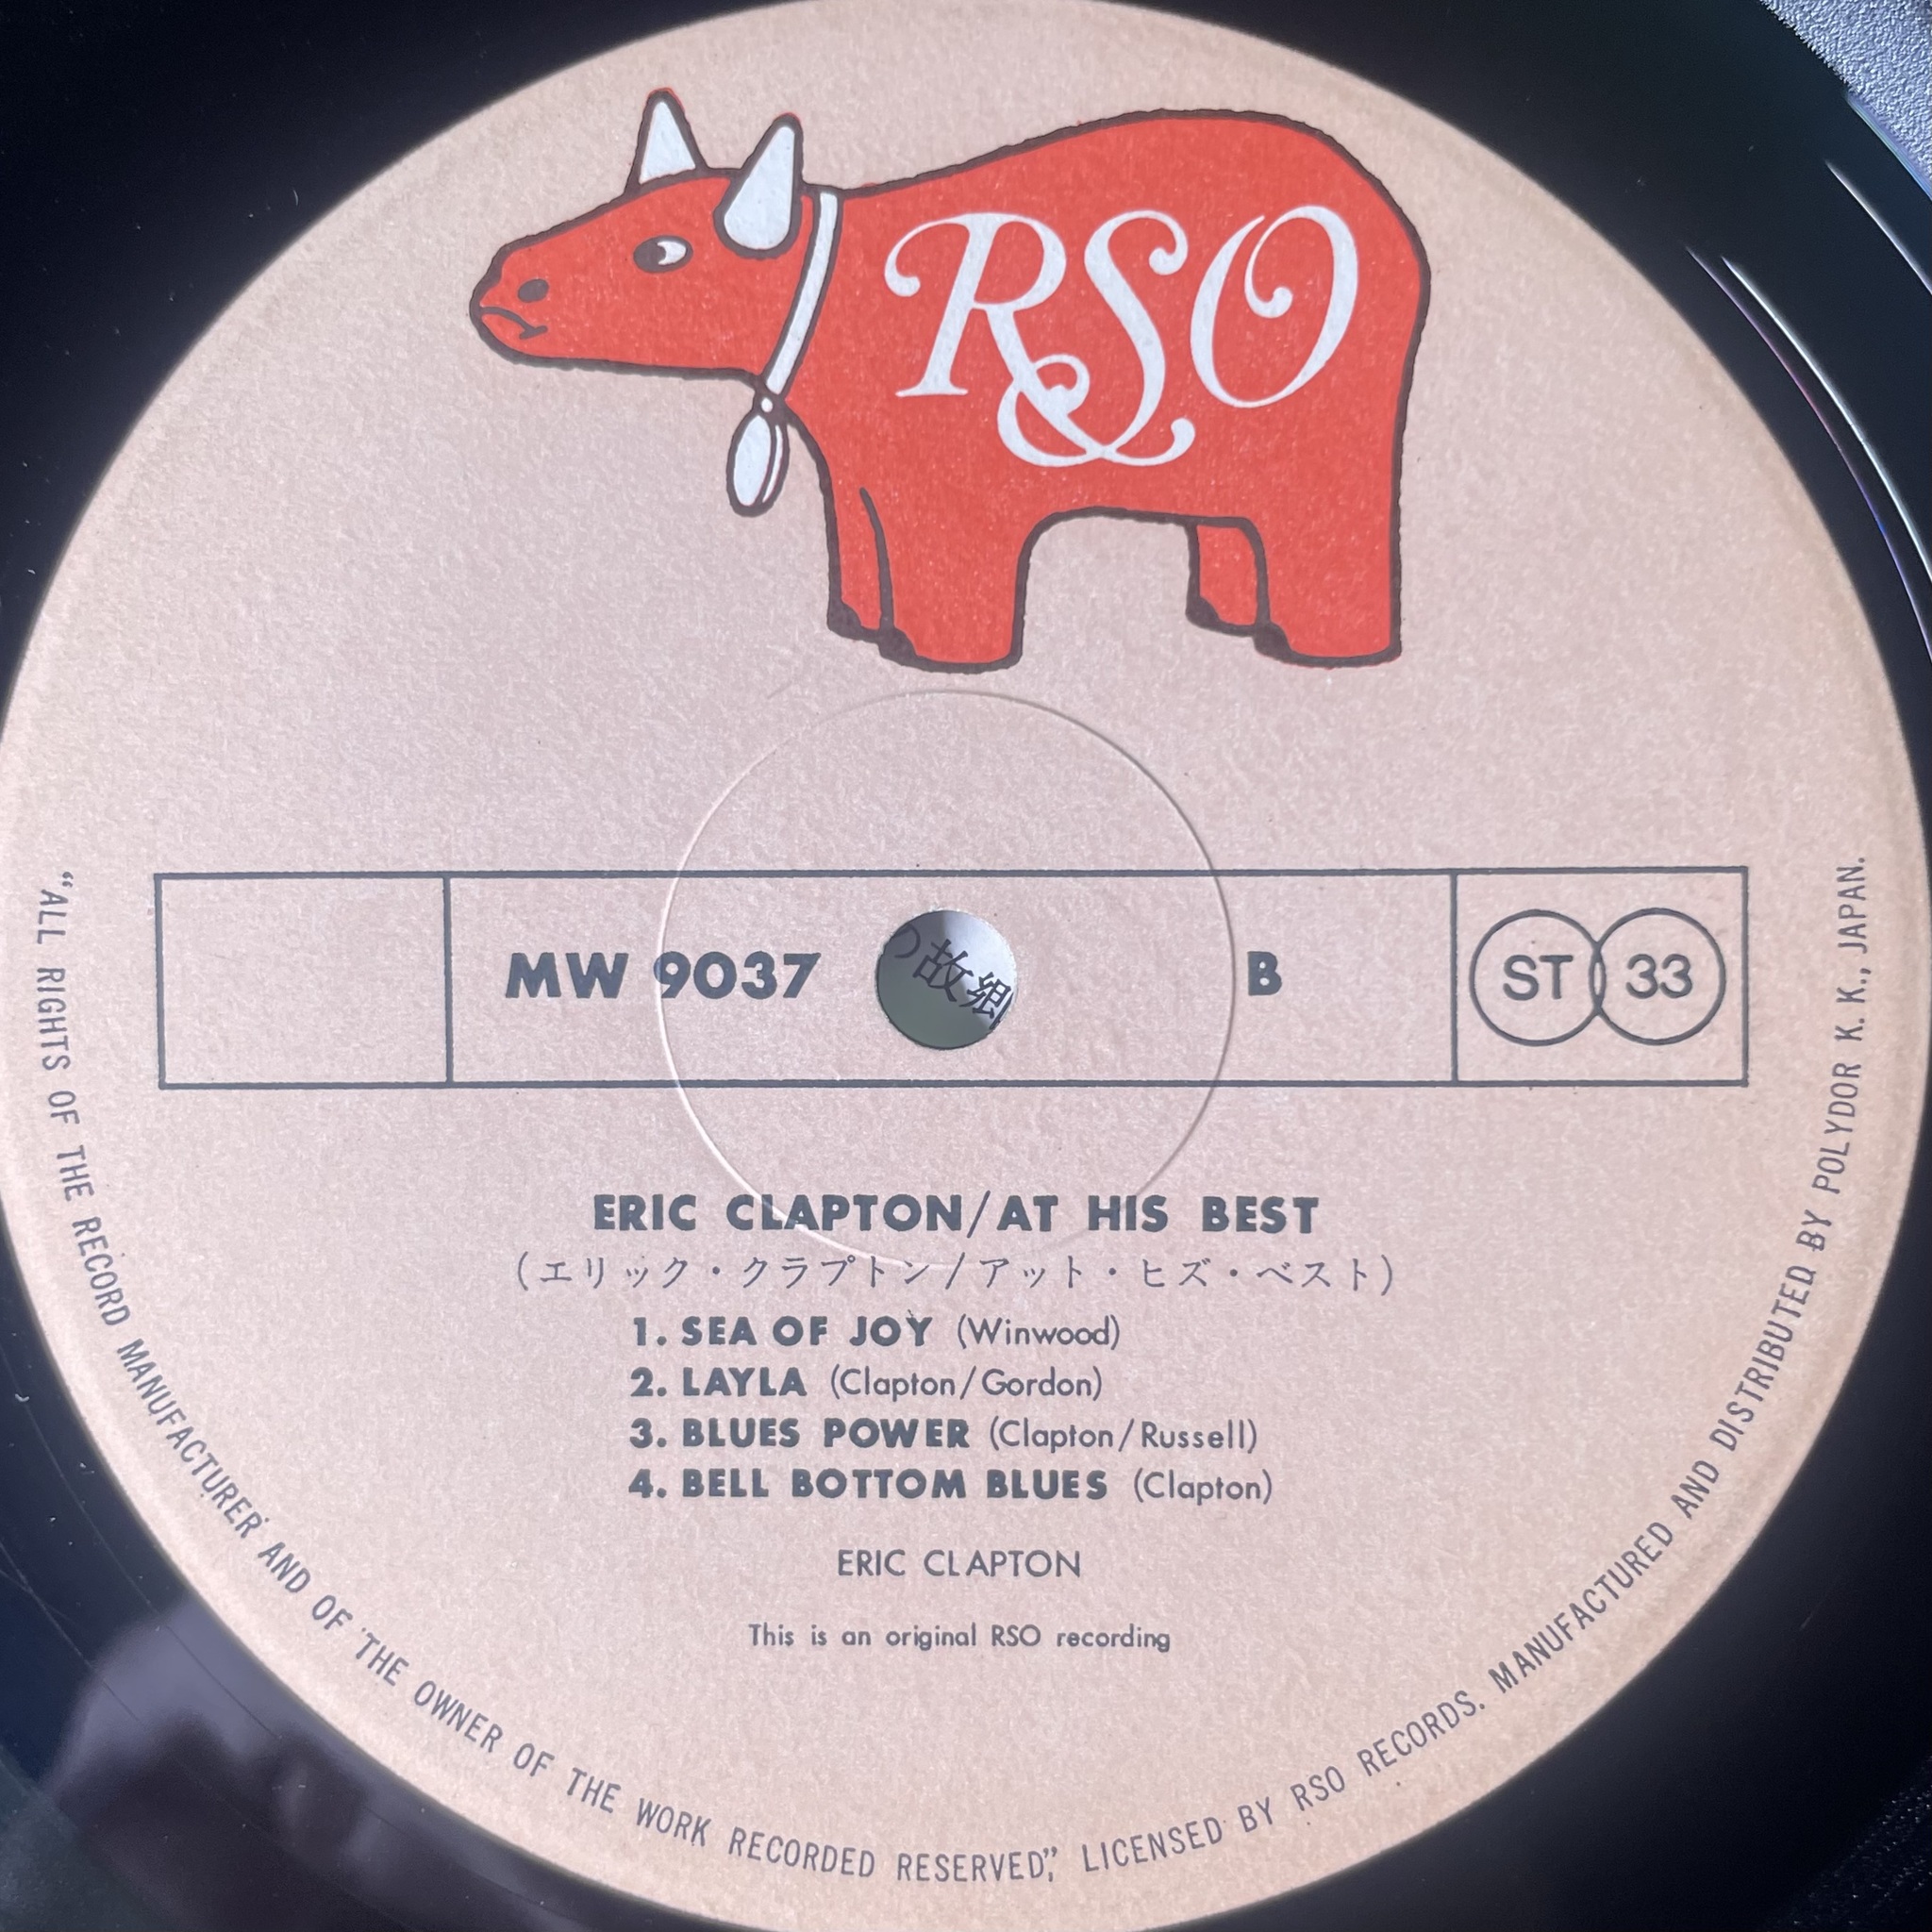 RSO
MW 9037 の故郷 B ST 33
ERIC CLAPTON/AT HIS BEST
(エリック・クラプトン/アット・ヒズ・ベスト)
1. SEA OF JOY (Winwood)
2. LAYLA (Clapton/Gordon)
3. BLUES POWER (Clapton/Russell)
4. BELL BOTTOM BLUES (Clapton)
ERIC CLAPTON
This is an original RSO recording
“ALL RIGHTS OF THE RECORD MANUFACTURER AND OF THE OWNER OF THE WORK RECORDED RESERVED”, LICENSED BY RSO RECORDS. MANUFACTURED AND DISTRIBUTED BY POLYDOR K. K., JAPAN.